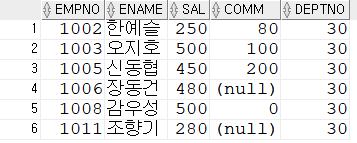 EMPNO ENAME SAL COMM DEPTNO
1 1002 한예슬 250 80 30
2 1003 오지호 500 100 30
3 1005 신동협 450 200 30
4 1006 장동건 480 (null) 30
5 1008 감우성 500 0 30
6 1011 조향기 280 (null) 30